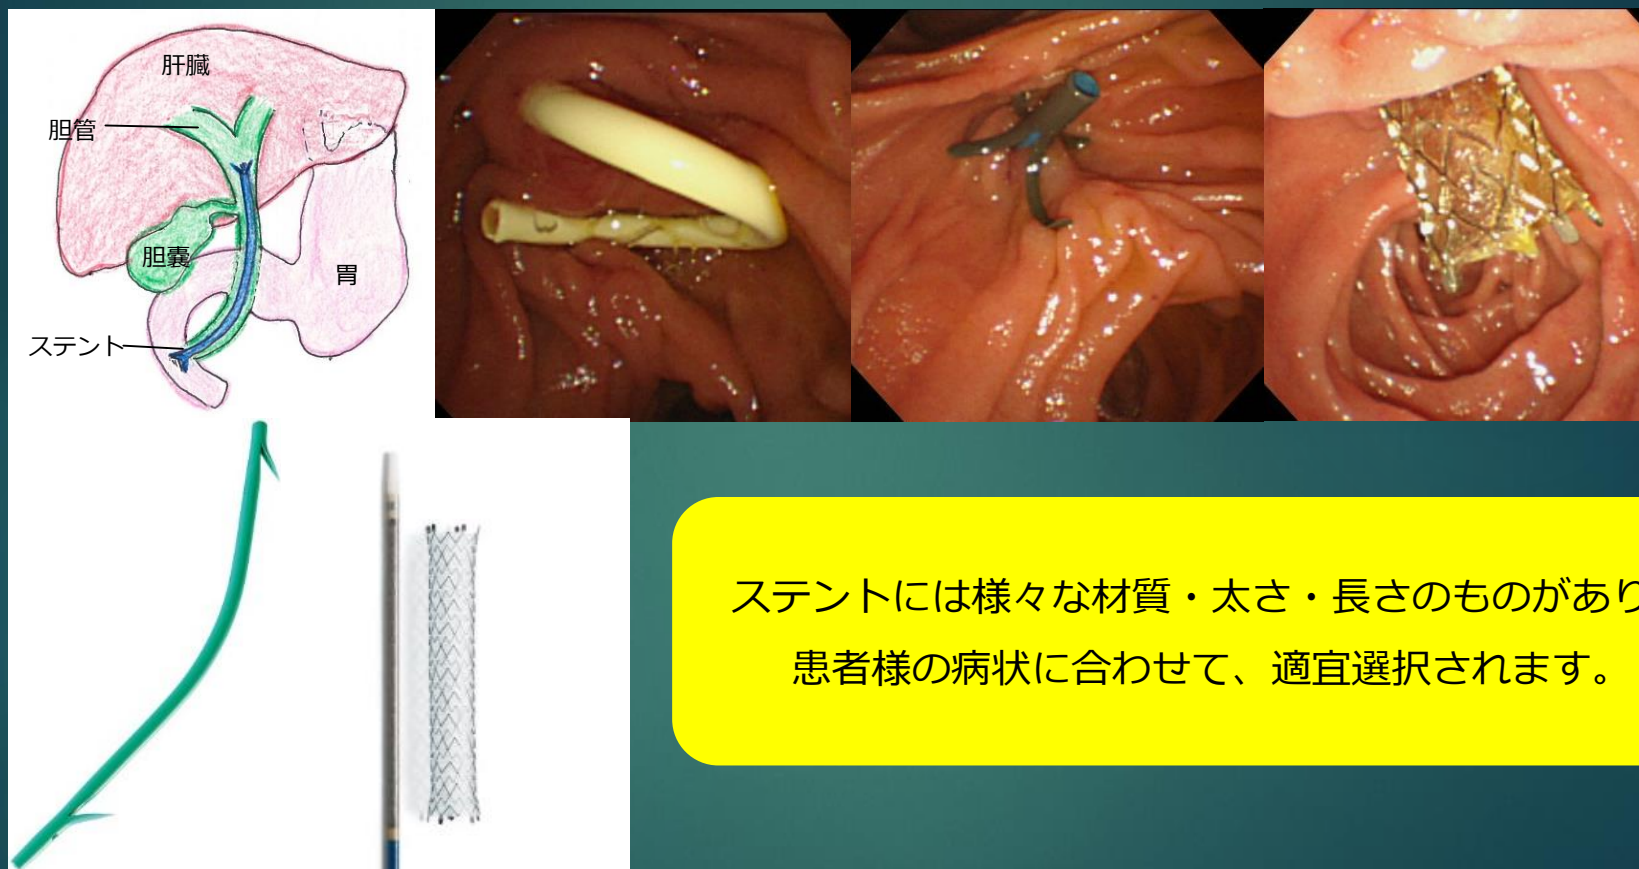 肝臓
胆管
胆嚢
胃
ステント
ステントには様々な材質・太さ・長さのものがあり
患者様の病状に合わせて、適宜選択されます。